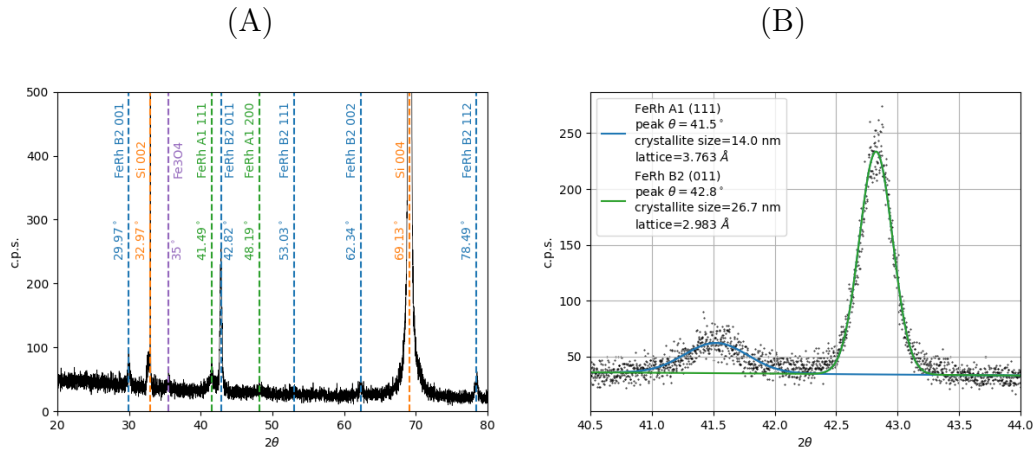 (A)
(B)
500
400
300
200
100
0
c.p.s.
20
30
40
50
60
70
80
2θ
FeRh B2 001
29.97°
Si 002
32.97°
Fe3O4
35°
FeRh A1 111
41.49°
FeRh B2 011
42.82°
FeRh A1 200
48.19°
FeRh B2 111
53.03°
FeRh B2 002
62.34°
Si 004
69.13°
FeRh B2 112
78.49°
250
200
150
100
50
0
c.p.s.
40.5
41.0
41.5
42.0
42.5
43.0
43.5
44.0
2θ
FeRh A1 (111)
peak θ=41.5°
crystallite size=14.0 nm
lattice=3.763 Å
FeRh B2 (011)
peak θ=42.8°
crystallite size=26.7 nm
lattice=2.983 Å